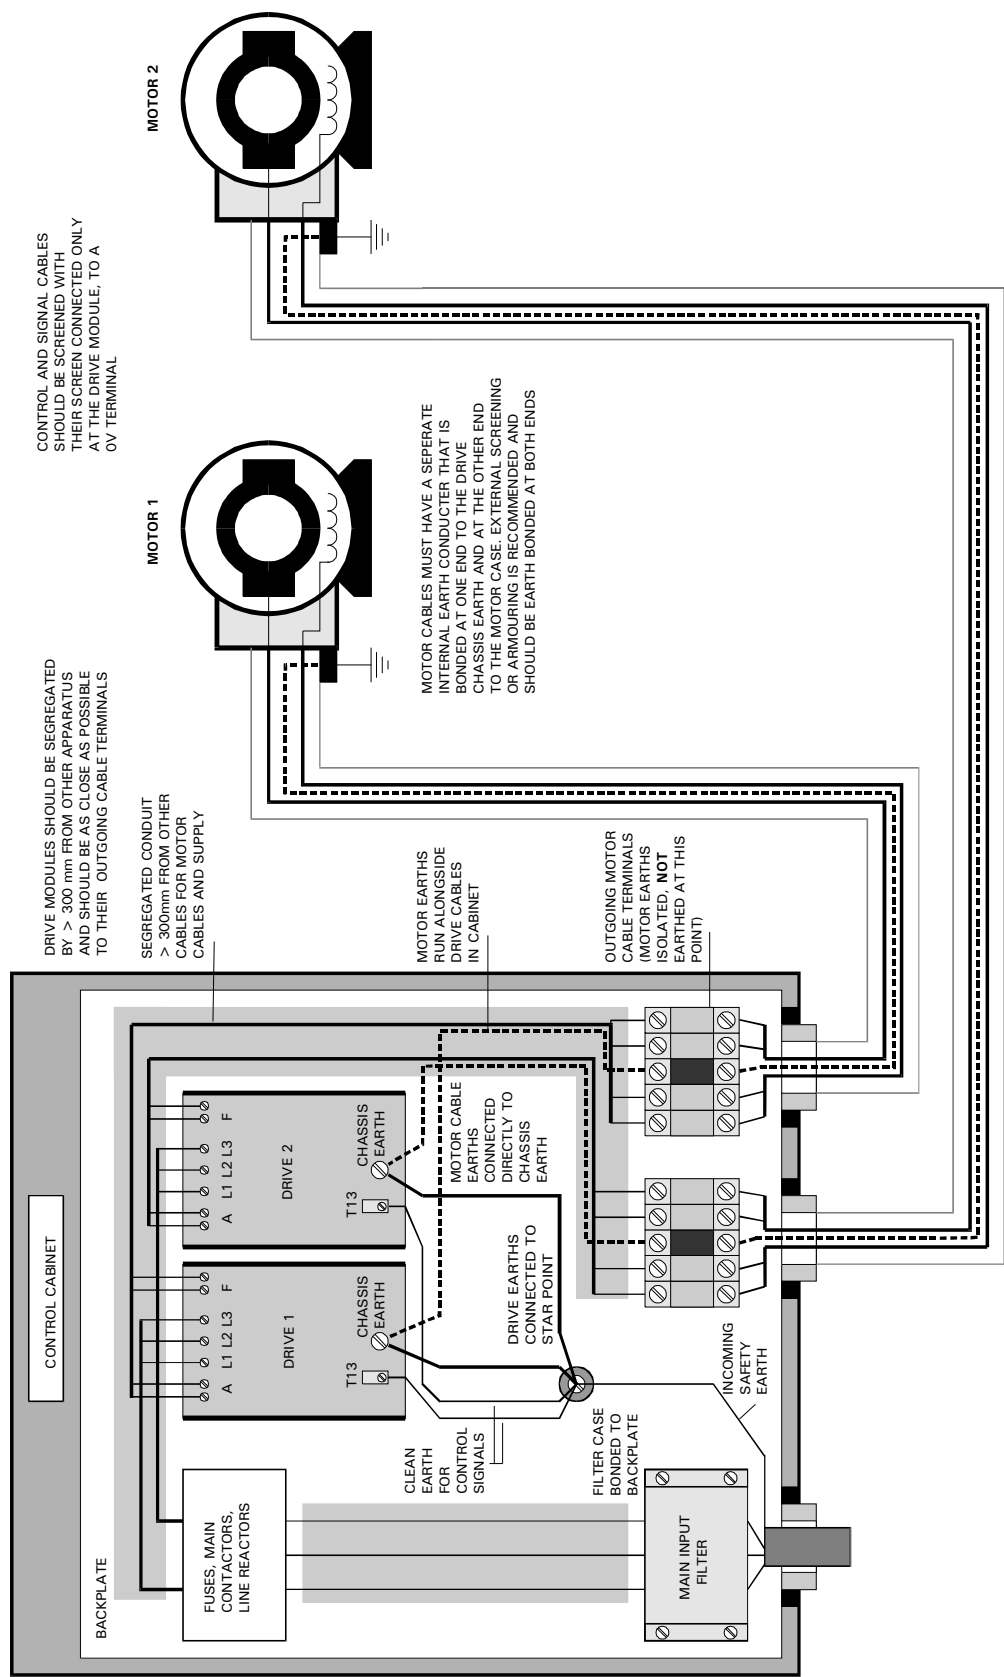 CONTROL CABINET
BACKPLATE
FUSES, MAIN
CONTACTORS,
LINE REACTORS
MAIN INPUT
FILTER
FILTER CASE
BONDED TO
BACKPLATE
INCOMING
SAFETY
EARTH
CLEAN
EARTH
FOR
CONTROL
SIGNALS
A
L1 L2 L3
F
DRIVE 1
T13
CHASSIS
EARTH
A
L1 L2 L3
F
DRIVE 2
T13
CHASSIS
EARTH
DRIVE EARTHS
CONNECTED TO
STAR POINT
MOTOR CABLE
EARTHS
CONNECTED
DIRECTLY TO
CHASSIS
EARTH
DRIVE MODULES SHOULD BE SEGREGATED
BY > 300 mm FROM OTHER APPARATUS
AND SHOULD BE AS CLOSE AS POSSIBLE
TO THEIR OUTGOING CABLE TERMINALS
SEGREGATED CONDUIT
> 300mm FROM OTHER
CABLES FOR MOTOR
CABLES AND SUPPLY
MOTOR EARTHS
RUN ALONGSIDE
DRIVE CABLES
IN CABINET
OUTGOING MOTOR
CABLE TERMINALS
(MOTOR EARTHS
ISOLATED, NOT
EARTHED AT THIS
POINT)
MOTOR 1
MOTOR CABLES MUST HAVE A SEPERATE
INTERNAL EARTH CONDUCTER THAT IS
BONDED AT ONE END TO THE DRIVE
CHASSIS EARTH AND AT THE OTHER END
TO THE MOTOR CASE. EXTERNAL SCREENING
OR ARMOURING IS RECOMMENDED AND
SHOULD BE EARTH BONDED AT BOTH ENDS
CONTROL AND SIGNAL CABLES
SHOULD BE SCREENED WITH
THEIR SCREEN CONNECTED ONLY
AT THE DRIVE MODULE, TO A
0V TERMINAL
MOTOR 2